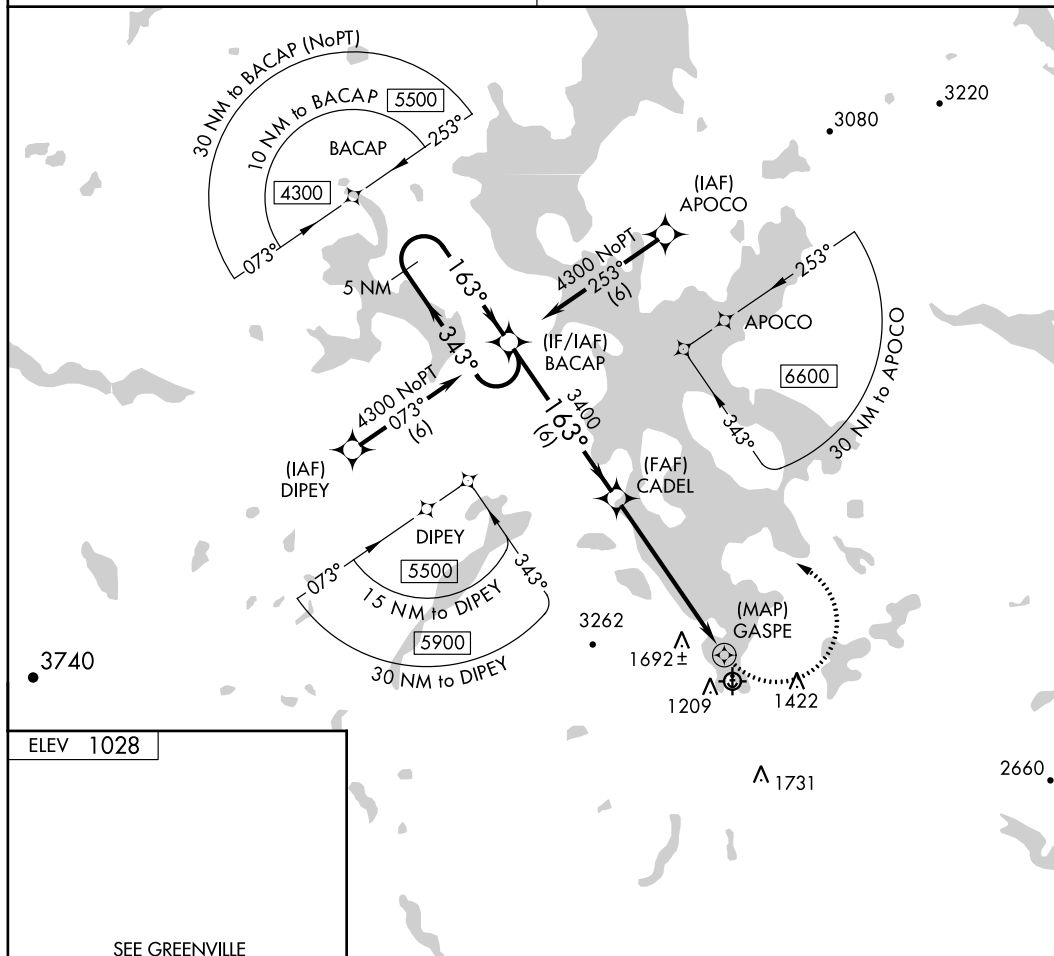 30 NM to BACAP (NoPT)
10 NM to BACAP
5500
BACAP
253°
4300
073°
3220
3080
(IAF)
APOCO
4300 NoPT
253°
(6)
5 NM
163°
343°
(IF/IAF)
BACAP
253°
APOCO
6600
343°
30 NM to APOCO
4300 NoPT
073°
(6)
(IAF)
DIPEY
3400
163°
(6)
(FAF)
CADEL
DIPEY
073°
5500
343°
15 NM to DIPEY
5900
30 NM to DIPEY
3262
(MAP)
GASPE
1692±
1209
1422
3740
ELEV 1028
1731
2660
SEE GREENVILLE